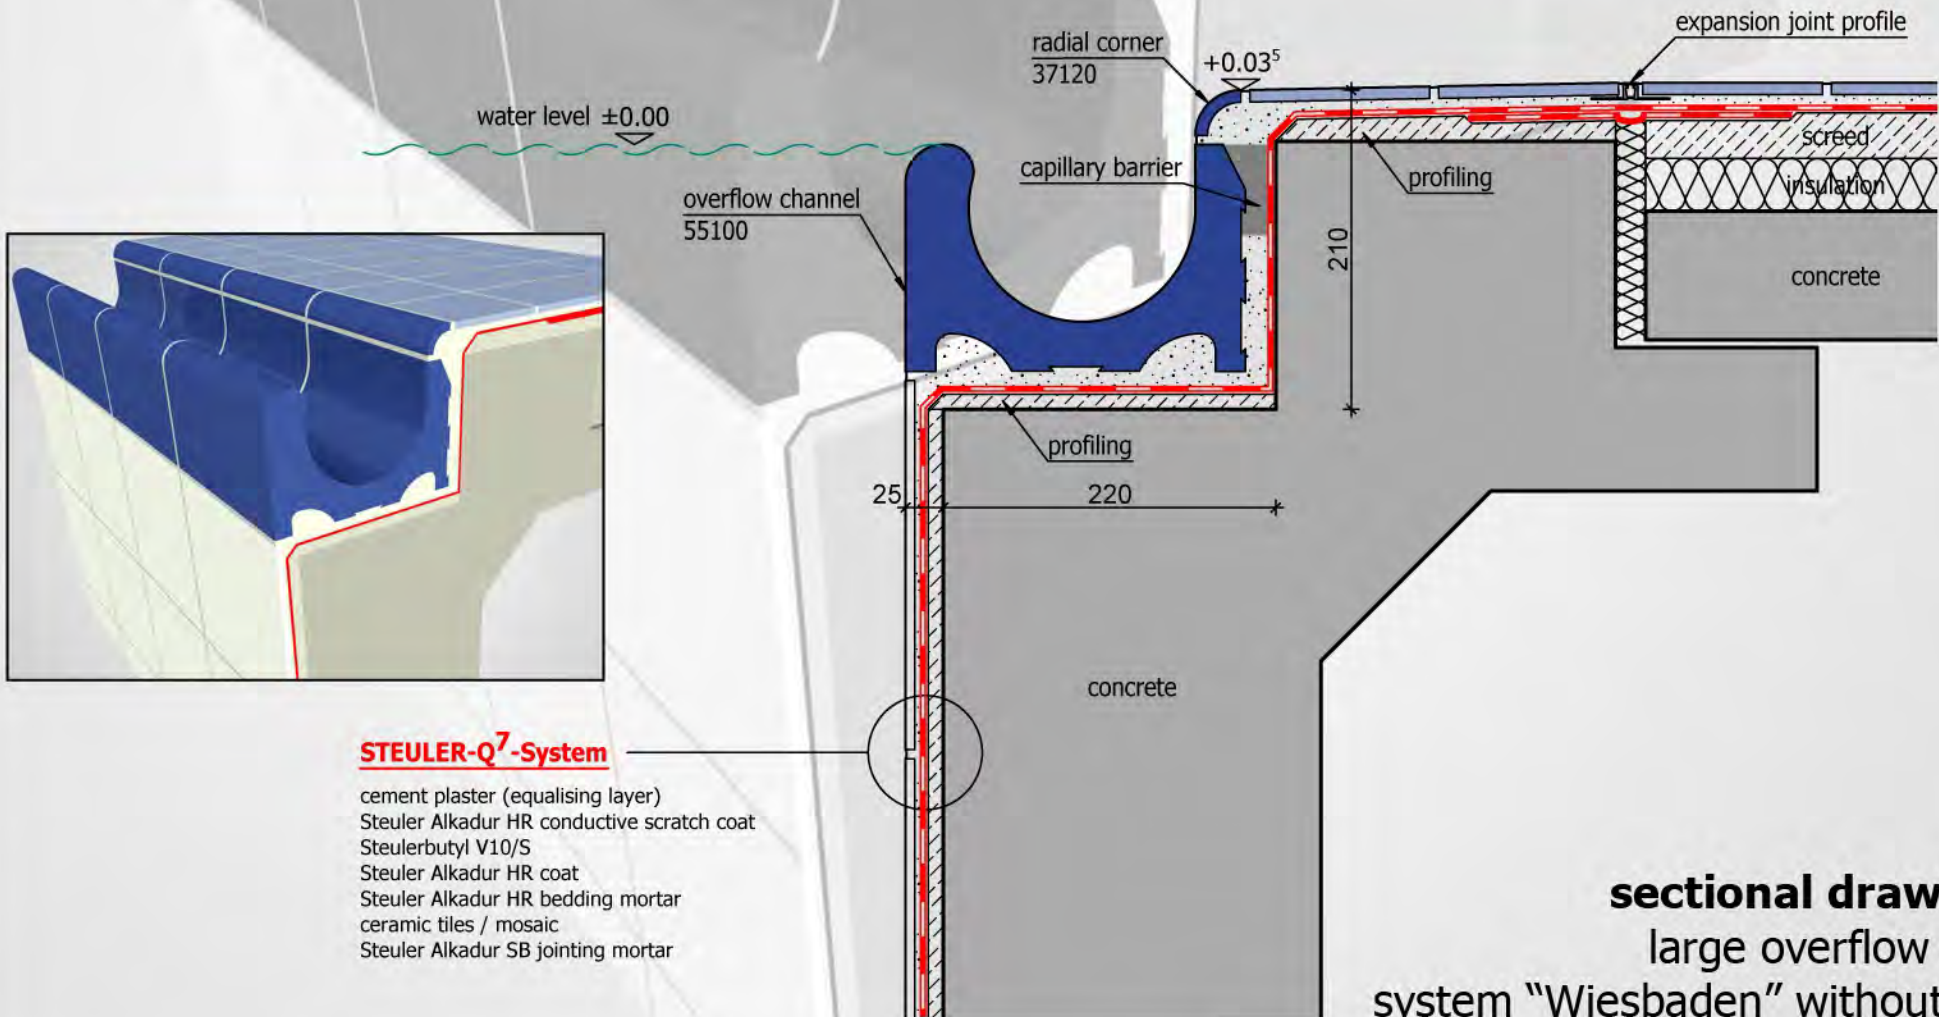 expansion joint profile
radial corner
37120
+0.03⁵
water level ±0.00
capillary barrier
profiling
screed
insulation
overflow channel
55100
210
concrete
profiling
25
220
concrete
STEULER-Q⁷-System
cement plaster (equalising layer)
Steuler Alkadur HR conductive scratch coat
Steulerbutyl V10/S
Steuler Alkadur HR coat
Steuler Alkadur HR bedding mortar
ceramic tiles / mosaic
Steuler Alkadur SB jointing mortar
sectional draw
large overflow
system “Wiesbaden” without